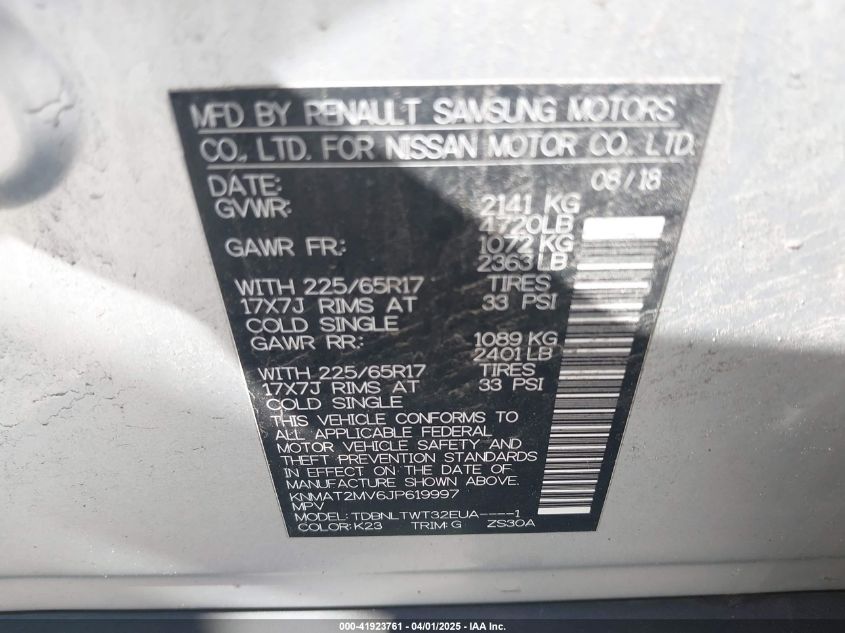 MFD BY RENAULT SAMSUNG MOTORS
CO., LTD. FOR NISSAN MOTOR CO. LTD.
DATE: 08/18
GVWR: 2141 KG
4720LB
GAWR FR: 1072 KG
2363LB
WITH 225/65R17 TIRES
17X7J RIMS AT 33 PSI
COLD SINGLE
GAWR RR: 1089 KG
2401LB
WITH 225/65R17 TIRES
17X7J RIMS AT 33 PSI
COLD SINGLE
THIS VEHICLE CONFORMS TO
ALL APPLICABLE FEDERAL
MOTOR VEHICLE SAFETY AND
THEFT PREVENTION STANDARDS
IN EFFECT ON THE DATE OF
MANUFACTURE SHOWN ABOVE.
KNMAT2MV6JP619997
MPV
MODEL: TDBNLTWT32EUA----1
COLOR: K23 TRIM: G ZS30A
000-41923761 - 04/01/2025 - IAA Inc.